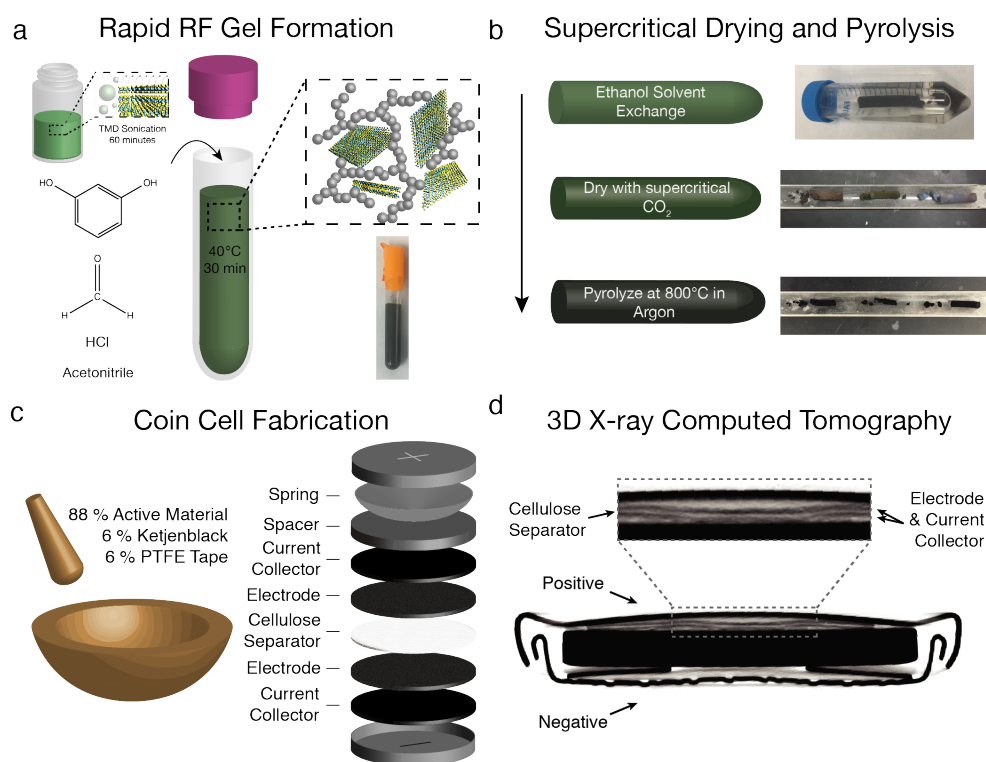 a
Rapid RF Gel Formation
TMD Sonication
60 minutes
HO
OH
O
C
H
H
HCl
Acetonitrile
40°C
30 min
b
Supercritical Drying and Pyrolysis
Ethanol Solvent
Exchange
Dry with supercritical
CO₂
Pyrolyze at 800°C in
Argon
c
Coin Cell Fabrication
88 % Active Material
6 % Ketjenblack
6 % PTFE Tape
Spring
Spacer
Current
Collector
Electrode
Cellulose
Separator
Electrode
Current
Collector
d
3D X-ray Computed Tomography
Cellulose
Separator
Electrode
& Current
Collector
Positive
Negative